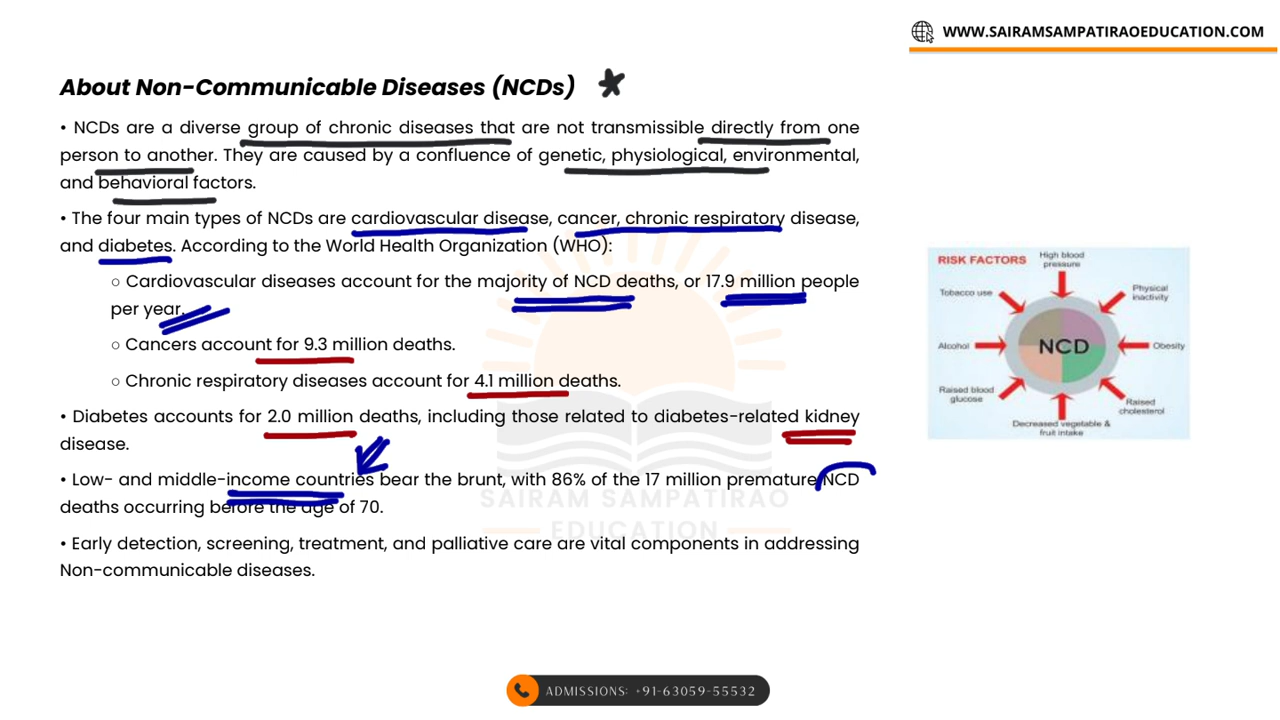 WWW.SAIRAMSAMPATIRAOEDUCATION.COM
About Non-Communicable Diseases (NCDs)
• NCDs are a diverse group of chronic diseases that are not transmissible directly from one
person to another. They are caused by a confluence of genetic, physiological, environmental,
and behavioral factors.
• The four main types of NCDs are cardiovascular disease, cancer, chronic respiratory disease,
and diabetes. According to the World Health Organization (WHO):
○ Cardiovascular diseases account for the majority of NCD deaths, or 17.9 million people
per year.
○ Cancers account for 9.3 million deaths.
○ Chronic respiratory diseases account for 4.1 million deaths.
• Diabetes accounts for 2.0 million deaths, including those related to diabetes-related kidney
disease.
• Low- and middle-income countries bear the brunt, with 86% of the 17 million premature NCD
deaths occurring before the age of 70.
• Early detection, screening, treatment, and palliative care are vital components in addressing
Non-communicable diseases.
SAIRAM SAMPATIRAO
EDUCATION
RISK FACTORS
High blood
pressure
Tobacco use
Physical
inactivity
Alcohol
NCD
Obesity
Raised blood
glucose
Raised
cholesterol
Decreased vegetable &
fruit intake
ADMISSIONS: +91-63059-55532